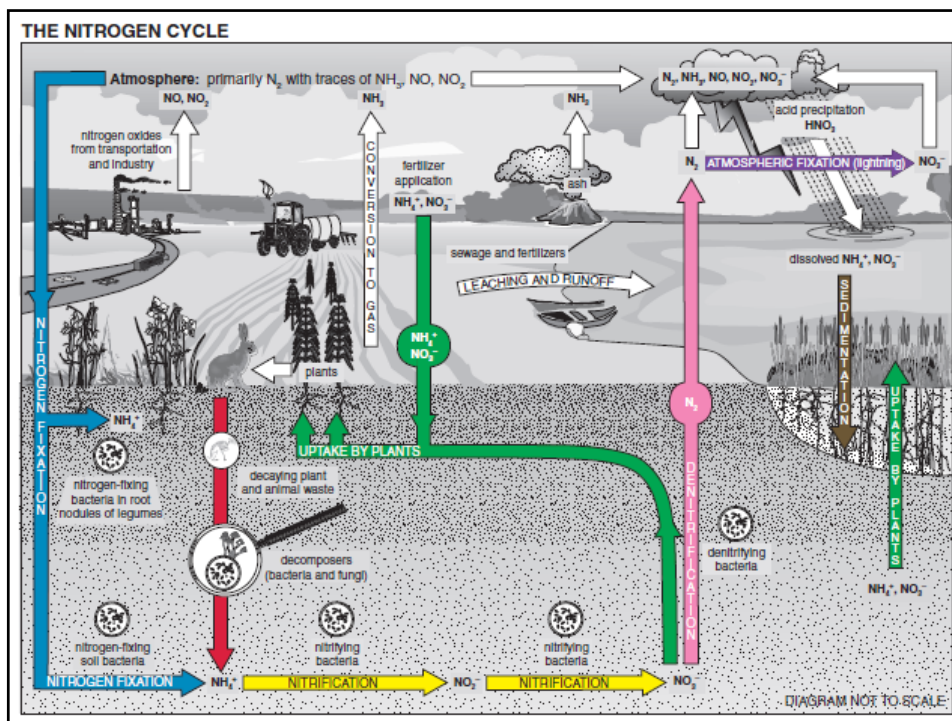 THE NITROGEN CYCLE
Atmosphere: primarily N₂ with traces of NH₃, NO, NO₂
N₂, NH₃, NO, NO₂, NO₃⁻
NO, NO₂
NH₃
NH₃
acid precipitation
HNO₃
nitrogen oxides
from transportation
and industry
CONVERSION TO GAS
fertilizer
application
NH₄⁺, NO₃⁻
ash
N₂
ATMOSPHERIC FIXATION (lightning)
NO₃⁻
sewage and fertilizers
LEACHING AND RUNOFF
dissolved NH₄⁺, NO₃⁻
SEDIMENTATION
NITROGEN FIXATION
NH₄⁺
NO₃⁻
plants
N₂
UPTAKE BY PLANTS
NH₄⁺
UPTAKE BY PLANTS
nitrogen-fixing
bacteria in root
nodules of legumes
decaying plant
and animal waste
DENITRIFICATION
decomposers
(bacteria and fungi)
denitrifying
bacteria
NH₄⁺, NO₃
nitrogen-fixing
soil bacteria
nitrifying
bacteria
nitrifying
bacteria
NITROGEN FIXATION
NH₄⁺
NITRIFICATION
NO₂⁻
NITRIFICATION
NO₃
DIAGRAM NOT TO SCALE